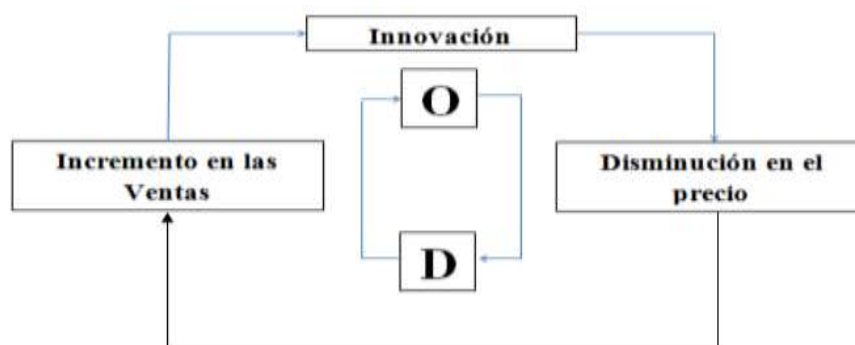 Innovación
O
Incremento en las
Ventas
Disminución en el
precio
D